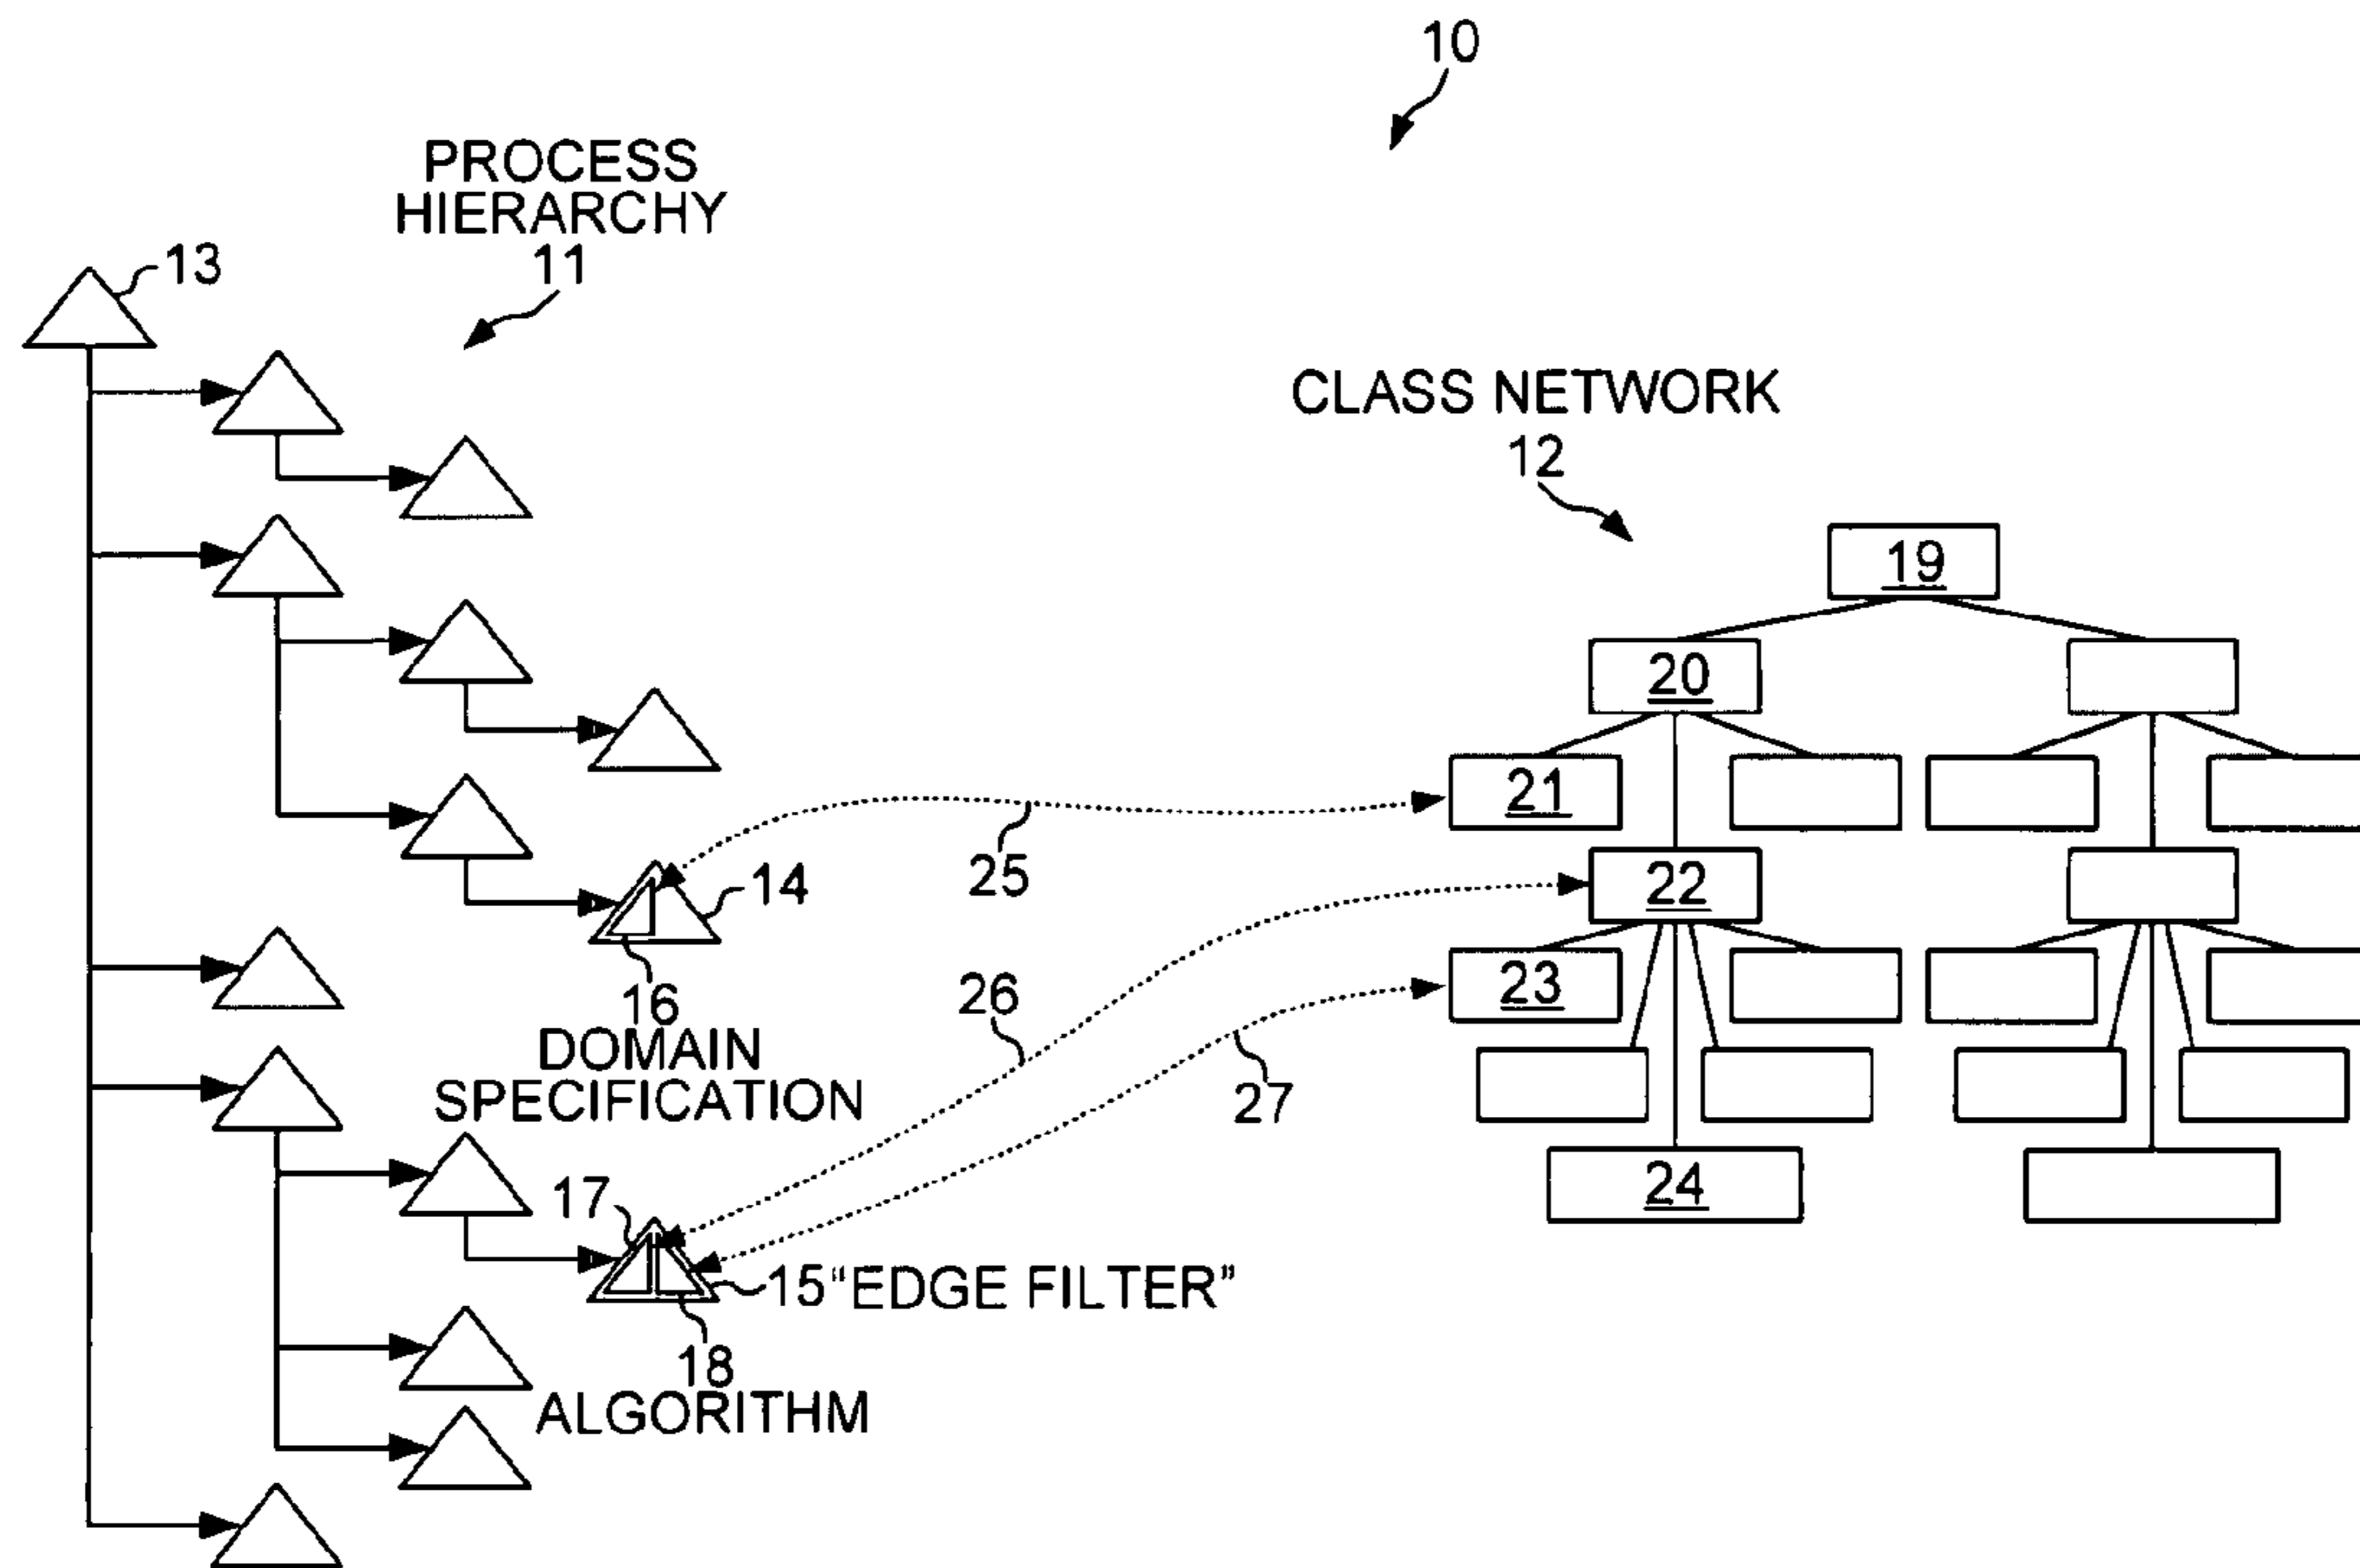 10
PROCESS
HIERARCHY
11
13
CLASS NETWORK
12
19
20
21
25
14
22
16
26
23
DOMAIN
SPECIFICATION
27
17
24
15 "EDGE FILTER"
18
ALGORITHM